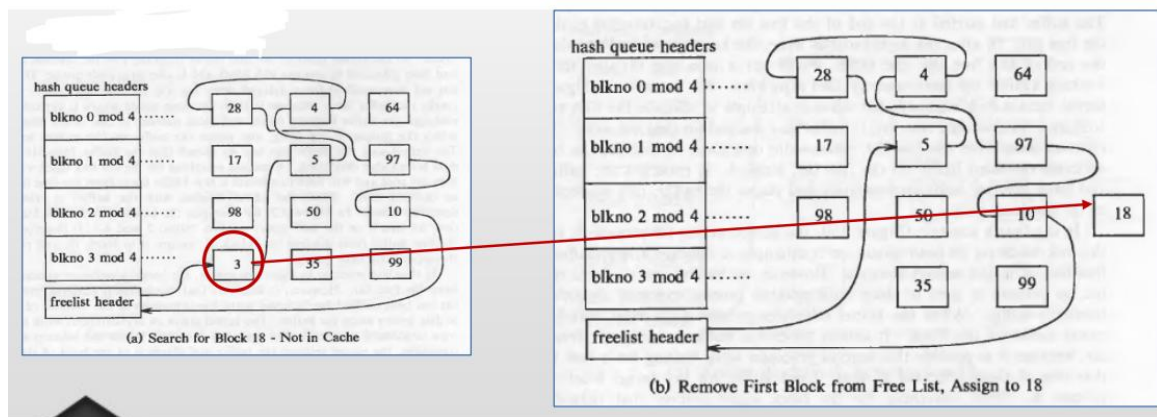 hash queue headers
28 4 64
blkno 0 mod 4 ......
blkno 1 mod 4 ......
17 5 97
blkno 2 mod 4 ......
98 50 10
blkno 3 mod 4 ......
3 35 99
freelist header
(a) Search for Block 18 - Not in Cache
hash queue headers
28 4 64
blkno 0 mod 4 ......
17 5 97
blkno 1 mod 4 ......
98 50 10 18
blkno 2 mod 4 ......
blkno 3 mod 4 ......
35 99
freelist header
(b) Remove First Block from Free List, Assign to 18